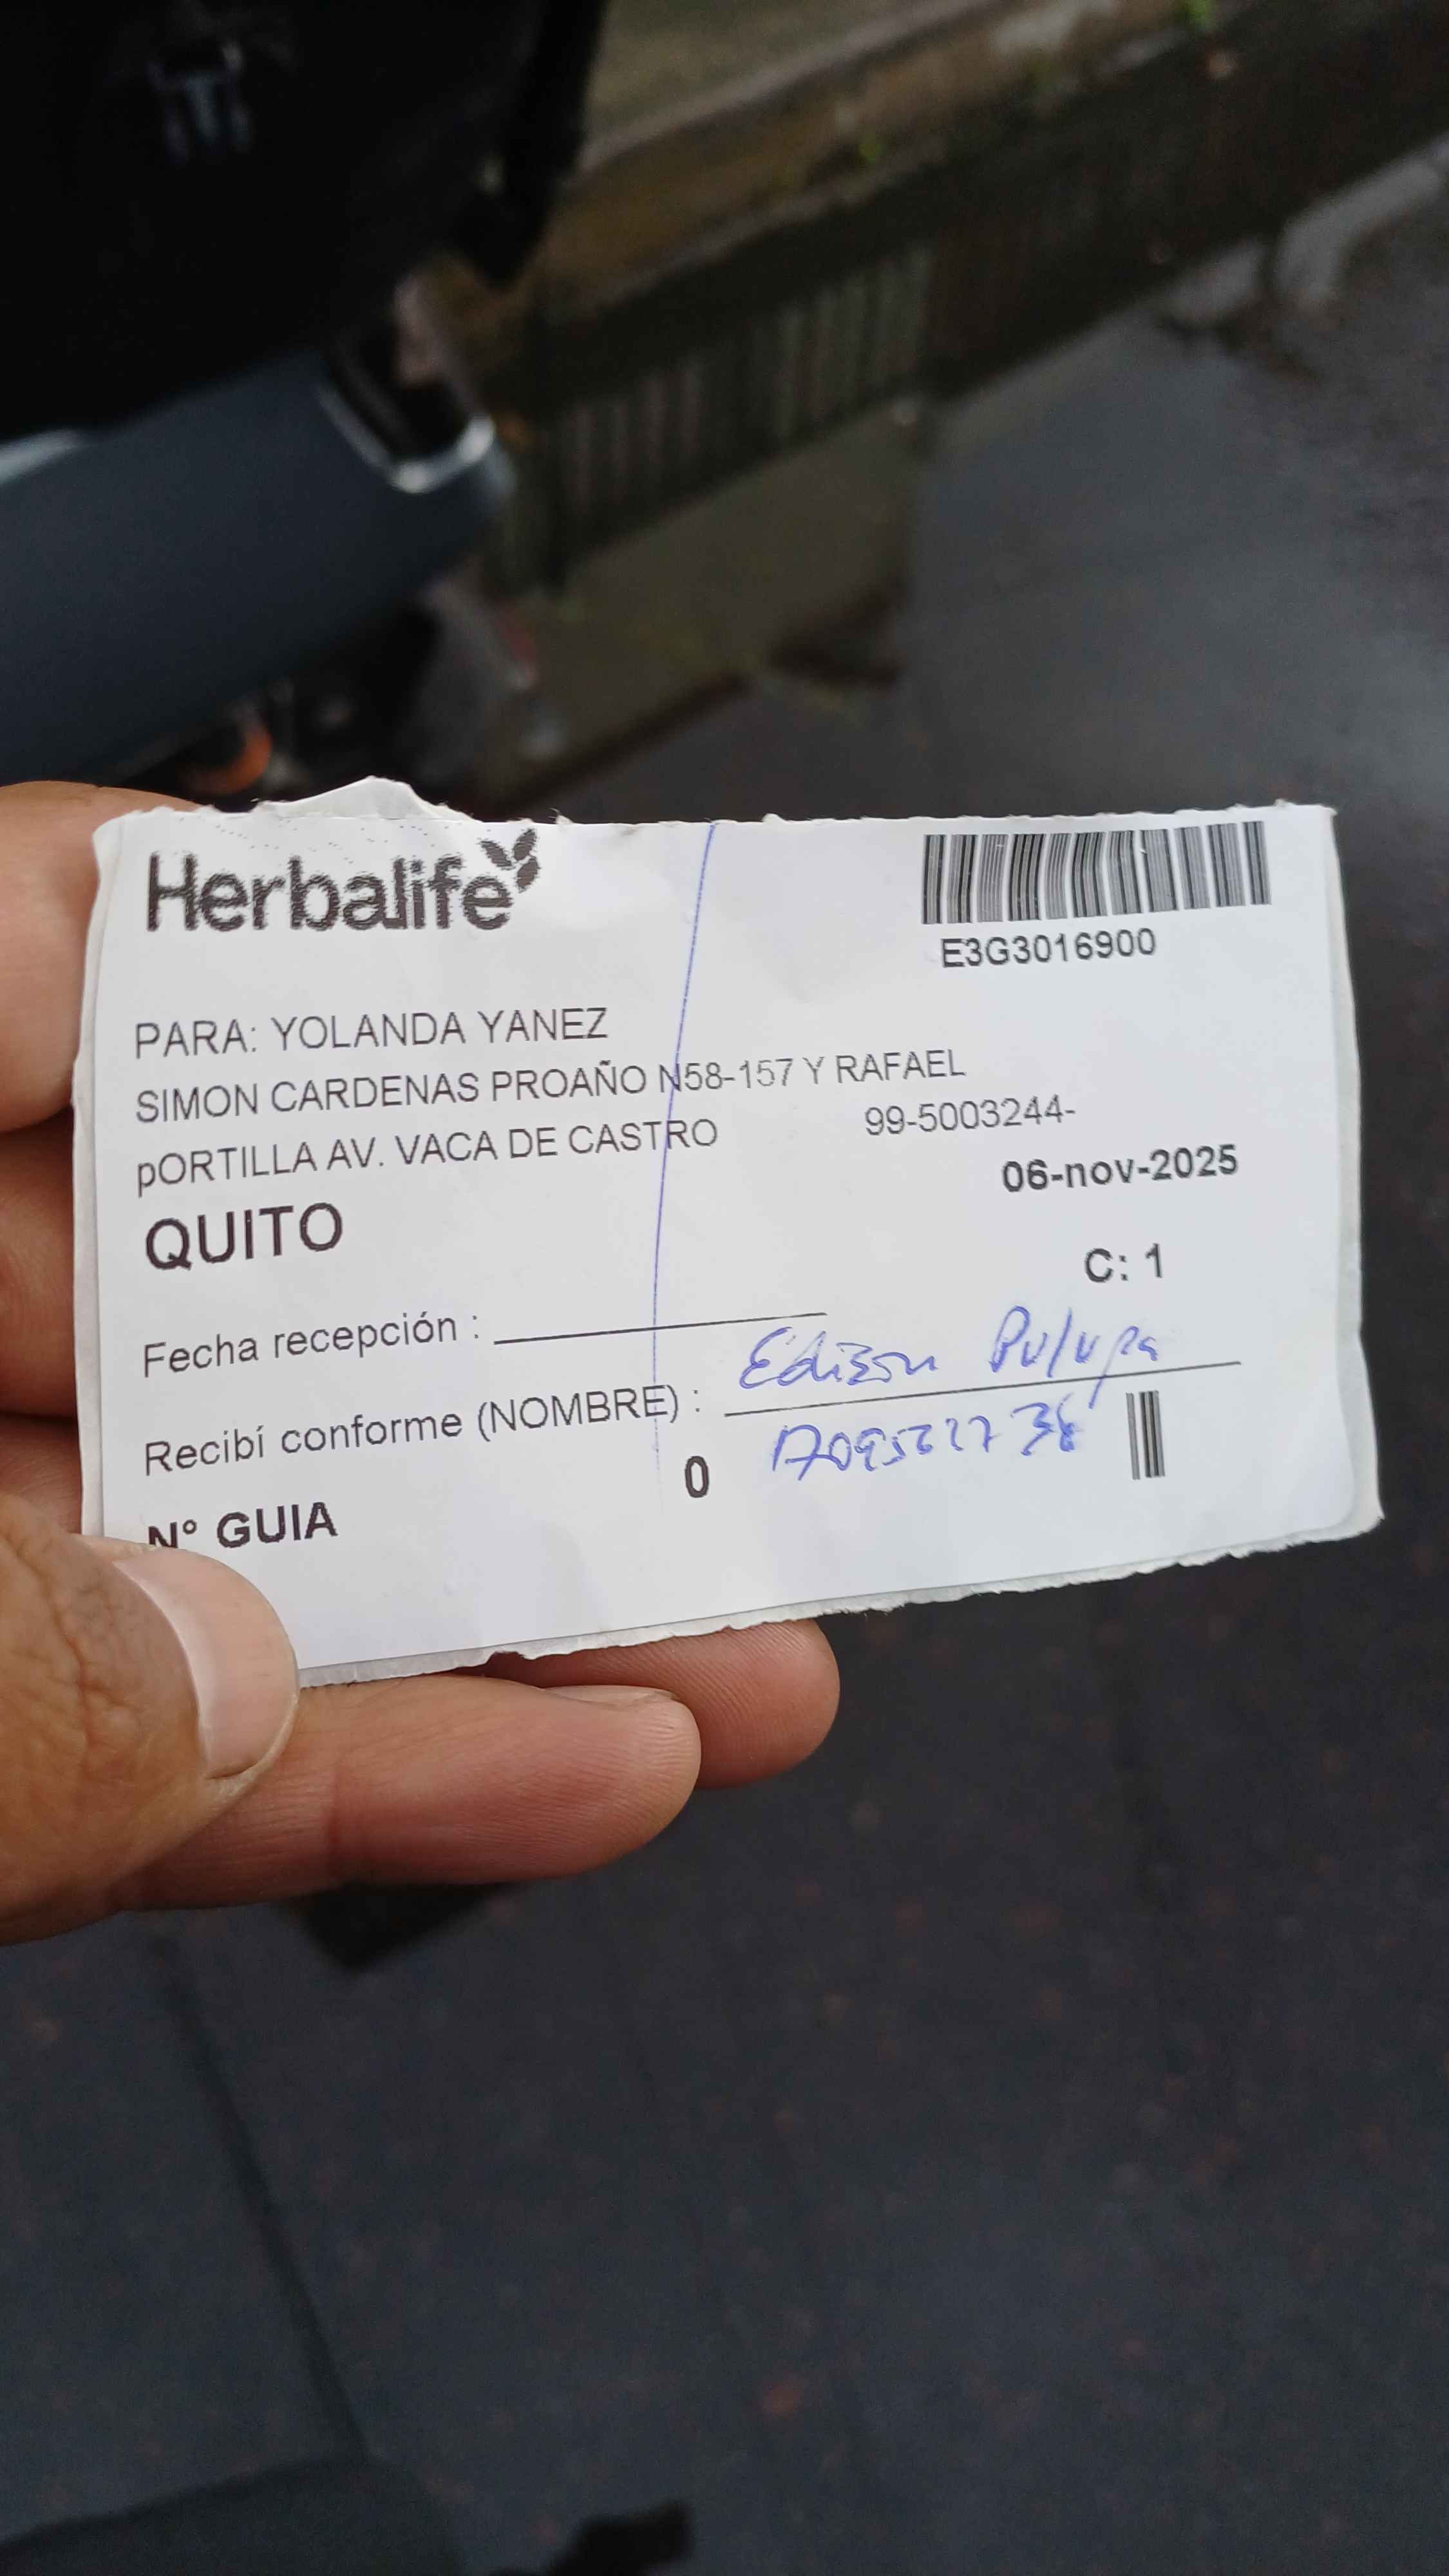 Herbalife
E3G3016900
PARA: YOLANDA YANEZ
SIMON CARDENAS PROAÑO N58-157 Y RAFAEL
pORTILLA AV. VACA DE CASTRO 99-5003244-
06-nov-2025
QUITO
C: 1
Fecha recepción :
Recibí conforme (NOMBRE) : Edison Pulupa
0
N° GUIA